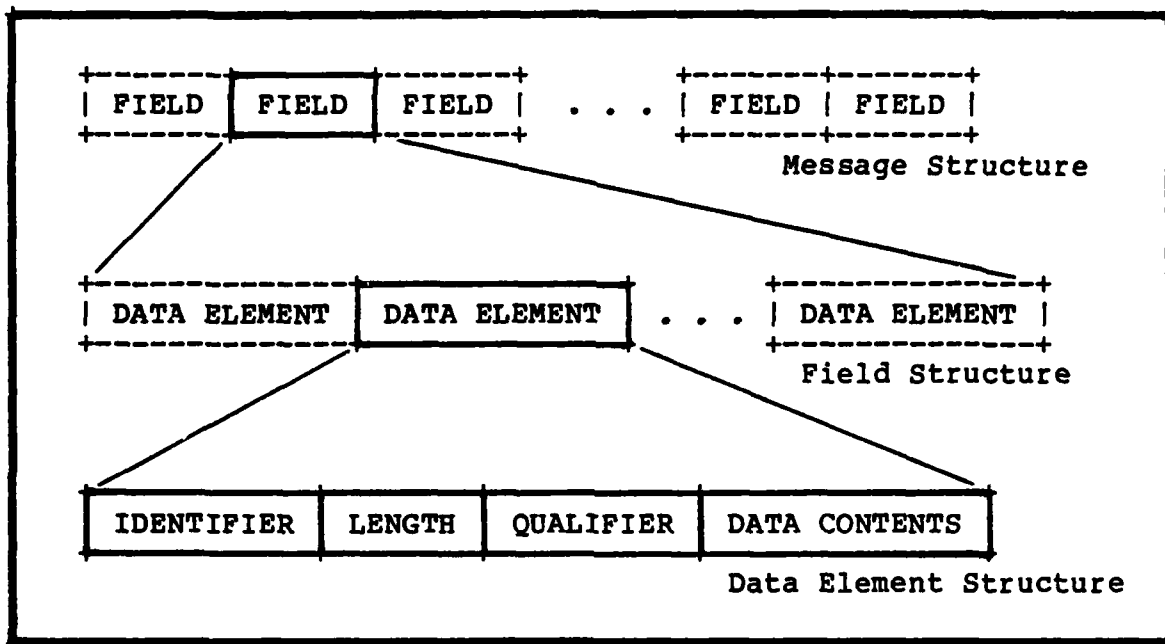 FIELD FIELD FIELD . . . FIELD FIELD
Message Structure
DATA ELEMENT DATA ELEMENT . . . DATA ELEMENT
Field Structure
IDENTIFIER LENGTH QUALIFIER DATA CONTENTS
Data Element Structure